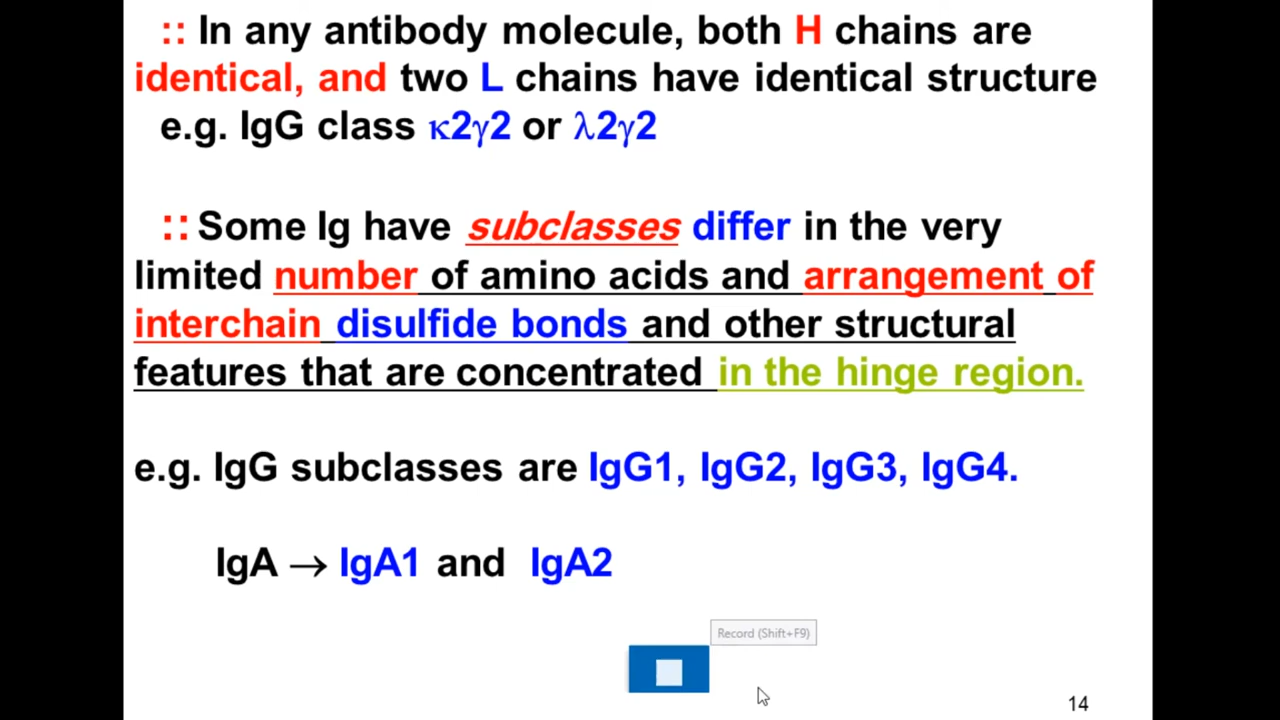 :: In any antibody molecule, both H chains are
identical, and two L chains have identical structure
e.g. IgG class κ2γ2 or λ2γ2
:: Some Ig have subclasses differ in the very
limited number of amino acids and arrangement of
interchain disulfide bonds and other structural
features that are concentrated in the hinge region.
e.g. IgG subclasses are IgG1, IgG2, IgG3, IgG4.
IgA → IgA1 and IgA2
Record (Shift+F9)
14